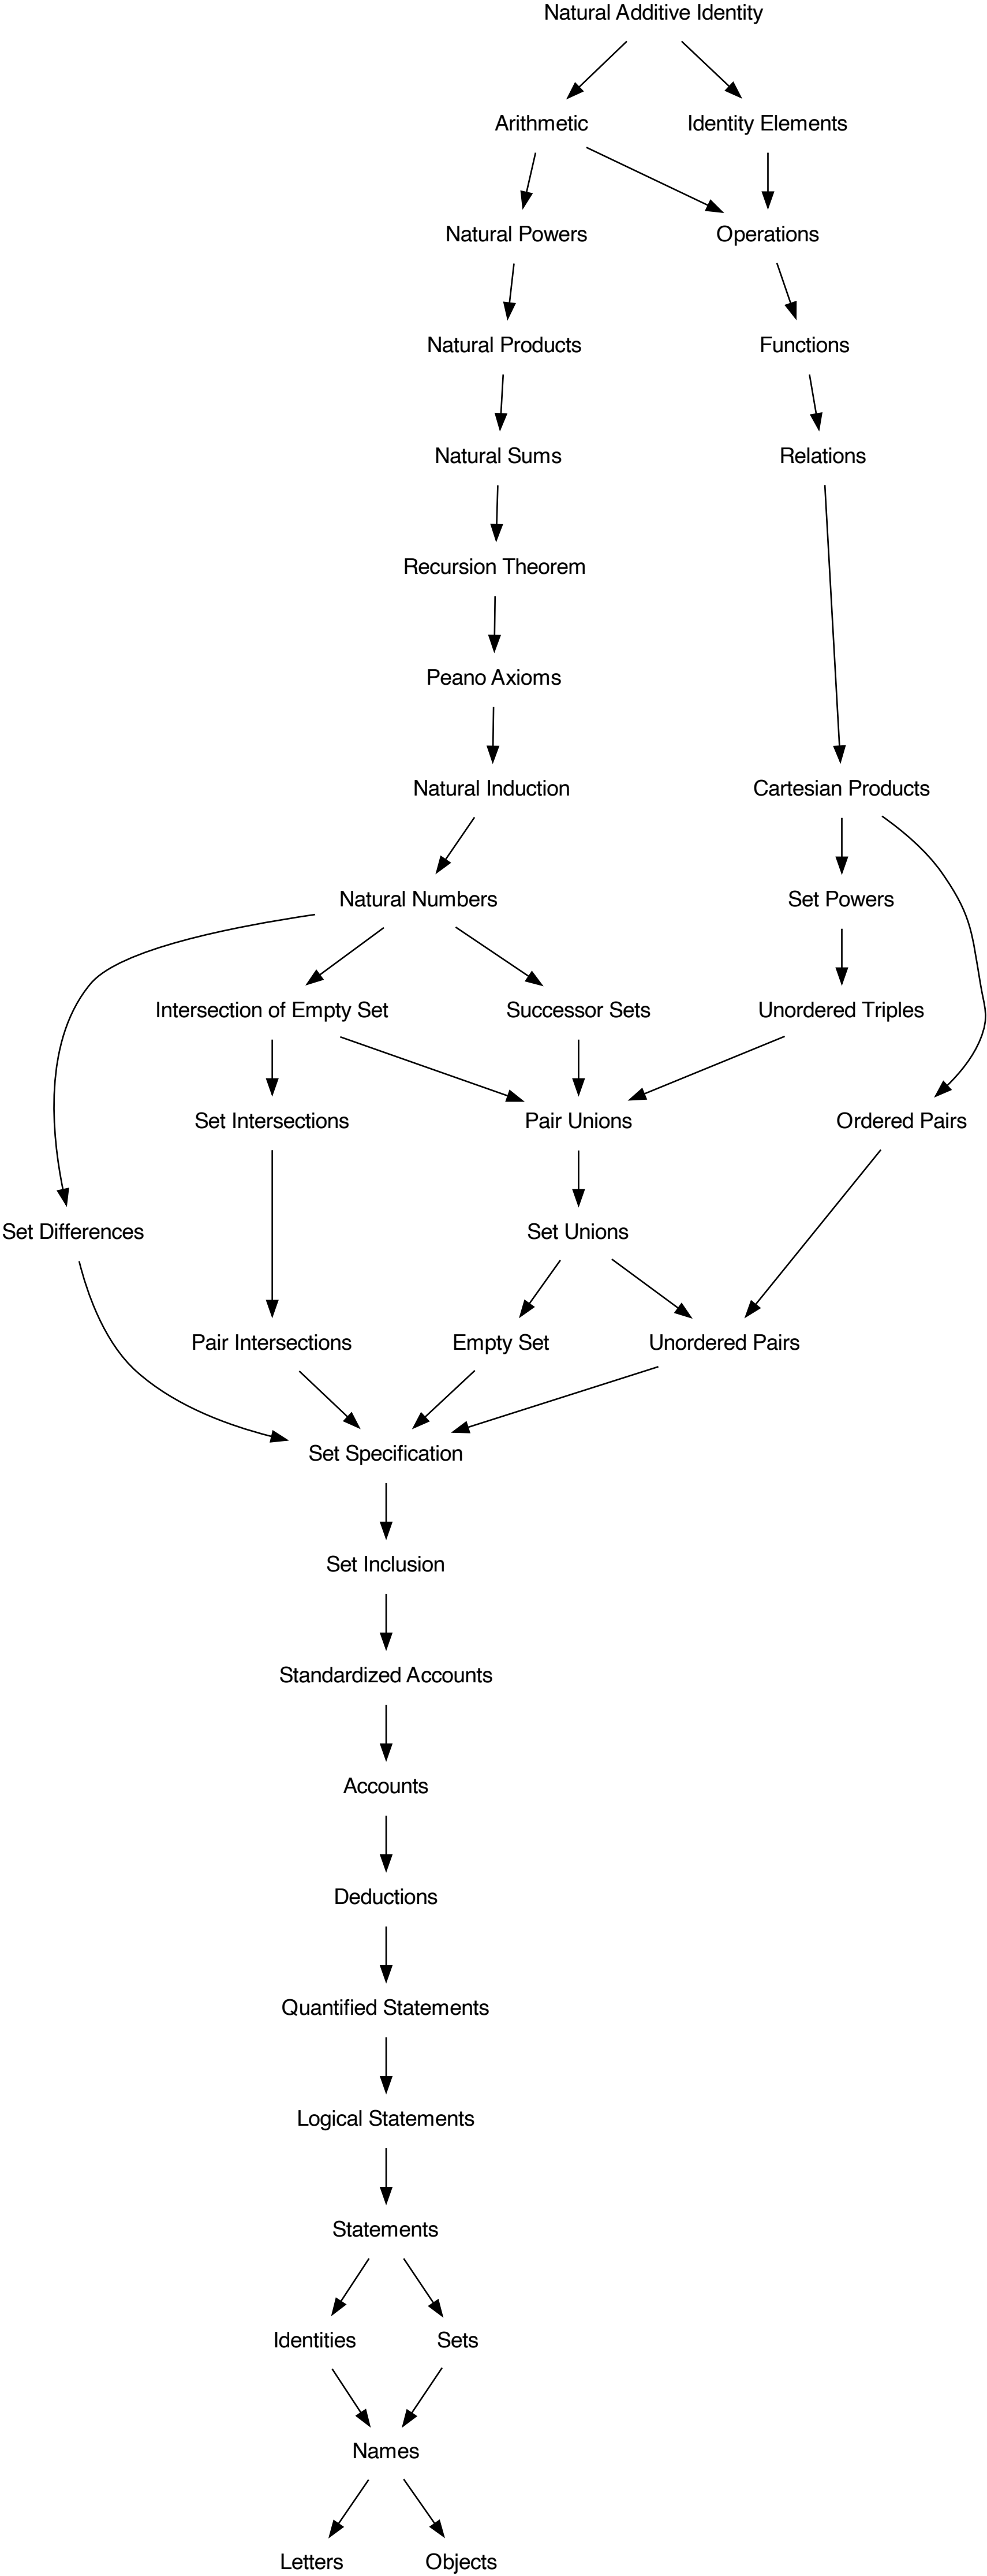 Natural Additive Identity
Arithmetic
Identity Elements
Natural Powers
Operations
Natural Products
Functions
Natural Sums
Relations
Recursion Theorem
Peano Axioms
Natural Induction
Cartesian Products
Natural Numbers
Set Powers
Intersection of Empty Set
Successor Sets
Unordered Triples
Set Intersections
Pair Unions
Ordered Pairs
Set Differences
Set Unions
Pair Intersections
Empty Set
Unordered Pairs
Set Specification
Set Inclusion
Standardized Accounts
Accounts
Deductions
Quantified Statements
Logical Statements
Statements
Identities
Sets
Names
Letters
Objects